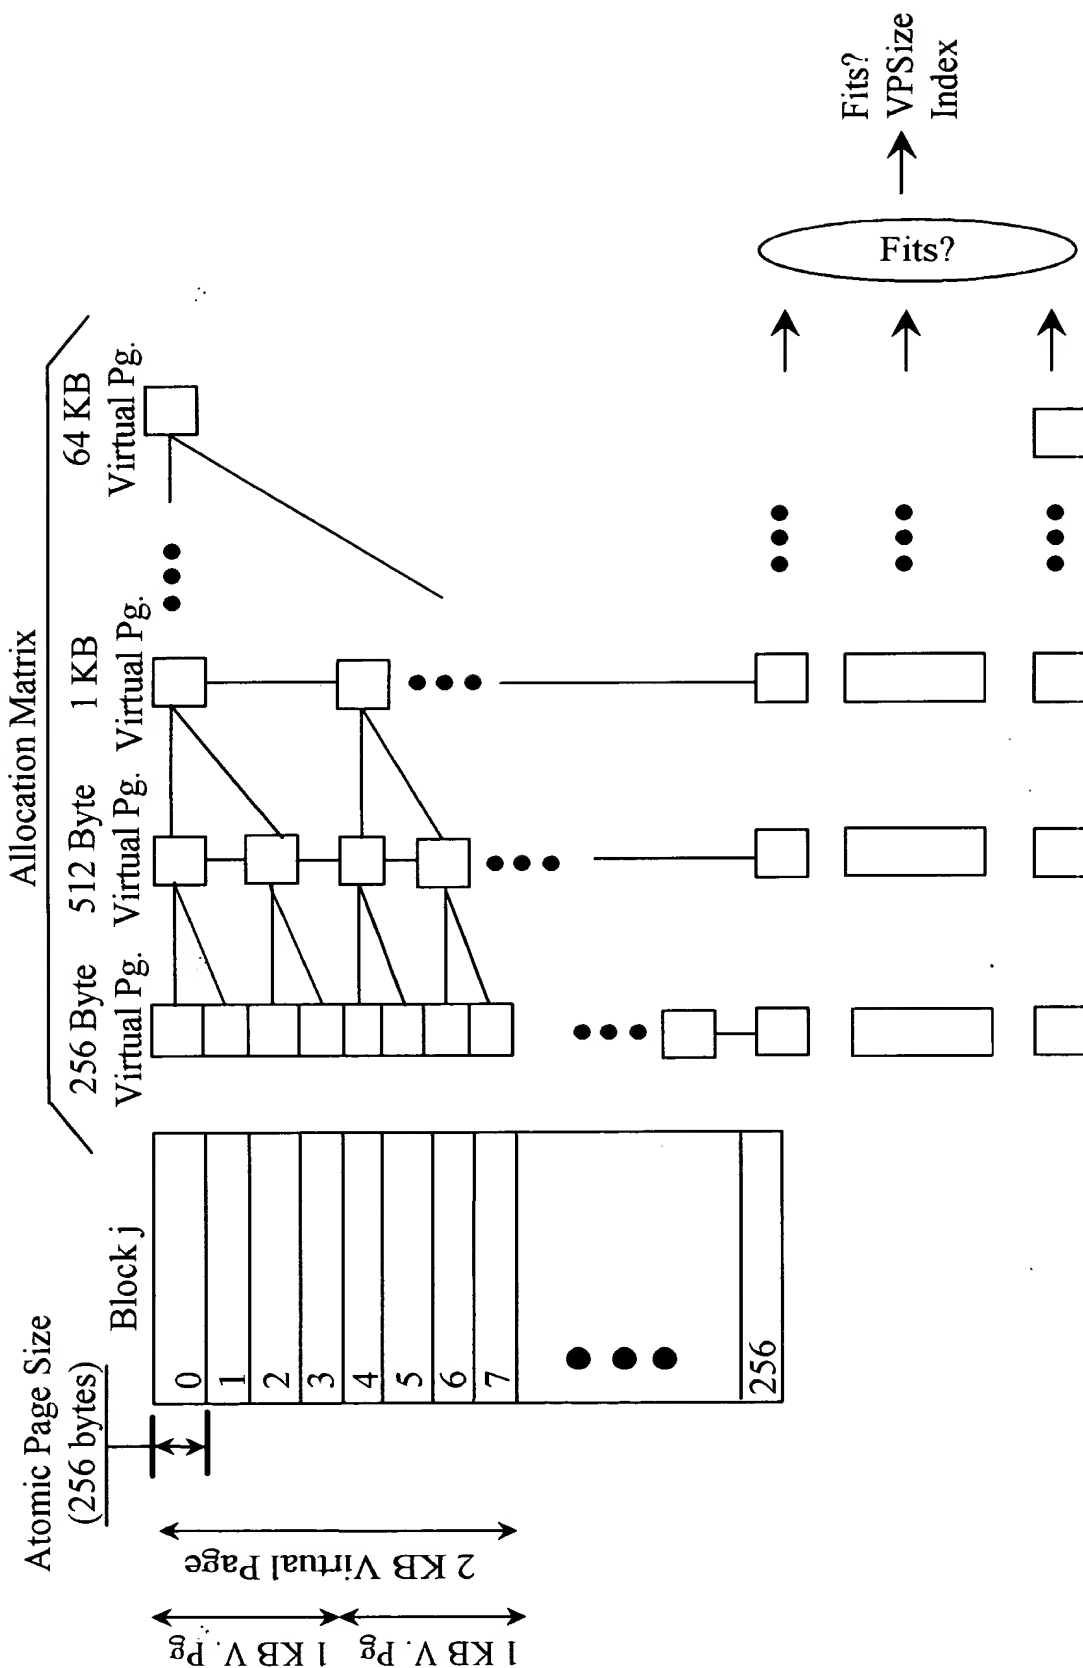 Allocation Matrix
Atomic Page Size
(256 bytes)
Block j
256 Byte
Virtual Pg.
512 Byte
Virtual Pg.
1 KB
Virtual Pg.
64 KB
Virtual Pg.
0
1
2
3
4
5
6
7
256
2 KB Virtual Page
1 KB V. Pg
1 KB V. Pg
Fits?
Fits?
VPSize
Index